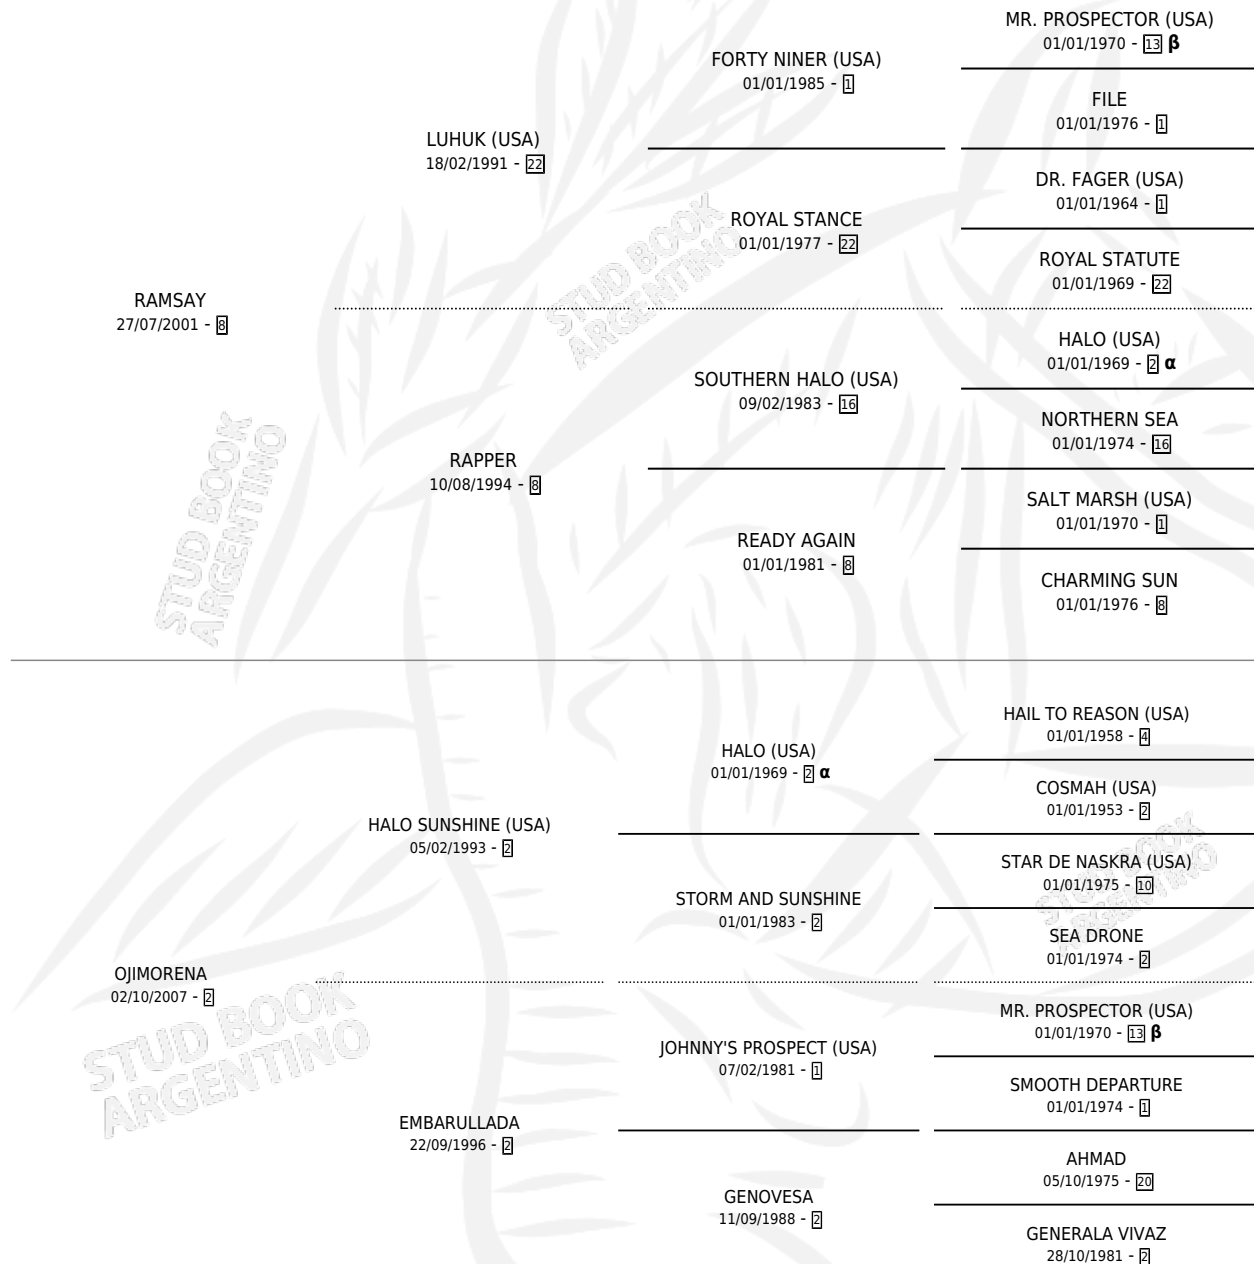 MR. PROSPECTOR (USA)
01/01/1970 - 13 β
FORTY NINER (USA)
01/01/1985 - 1
FILE
01/01/1976 - 1
LUHUK (USA)
18/02/1991 - 22
DR. FAGER (USA)
01/01/1964 - 1
ROYAL STANCE
01/01/1977 - 22
ROYAL STATUTE
01/01/1969 - 22
RAMSAY
27/07/2001 - 8
HALO (USA)
01/01/1969 - 2 α
SOUTHERN HALO (USA)
09/02/1983 - 16
NORTHERN SEA
01/01/1974 - 16
RAPPER
10/08/1994 - 8
SALT MARSH (USA)
01/01/1970 - 1
READY AGAIN
01/01/1981 - 8
CHARMING SUN
01/01/1976 - 8
STUD BOOK
ARGENTINO
STUD BOOK
ARGENTINO
HAIL TO REASON (USA)
01/01/1958 - 4
HALO (USA)
01/01/1969 - 2 α
COSMAH (USA)
01/01/1953 - 2
HALO SUNSHINE (USA)
05/02/1993 - 2
STAR DE NASKRA (USA)
01/01/1975 - 10
STORM AND SUNSHINE
01/01/1983 - 2
SEA DRONE
01/01/1974 - 2
OJIMORENA
02/10/2007 - 2
MR. PROSPECTOR (USA)
01/01/1970 - 13 β
JOHNNY'S PROSPECT (USA)
07/02/1981 - 1
SMOOTH DEPARTURE
01/01/1974 - 1
EMBARULLADA
22/09/1996 - 2
AHMAD
05/10/1975 - 20
GENOVESA
11/09/1988 - 2
GENERALA VIVAZ
28/10/1981 - 2
STUD BOOK
ARGENTINO
STUD BOOK
ARGENTINO